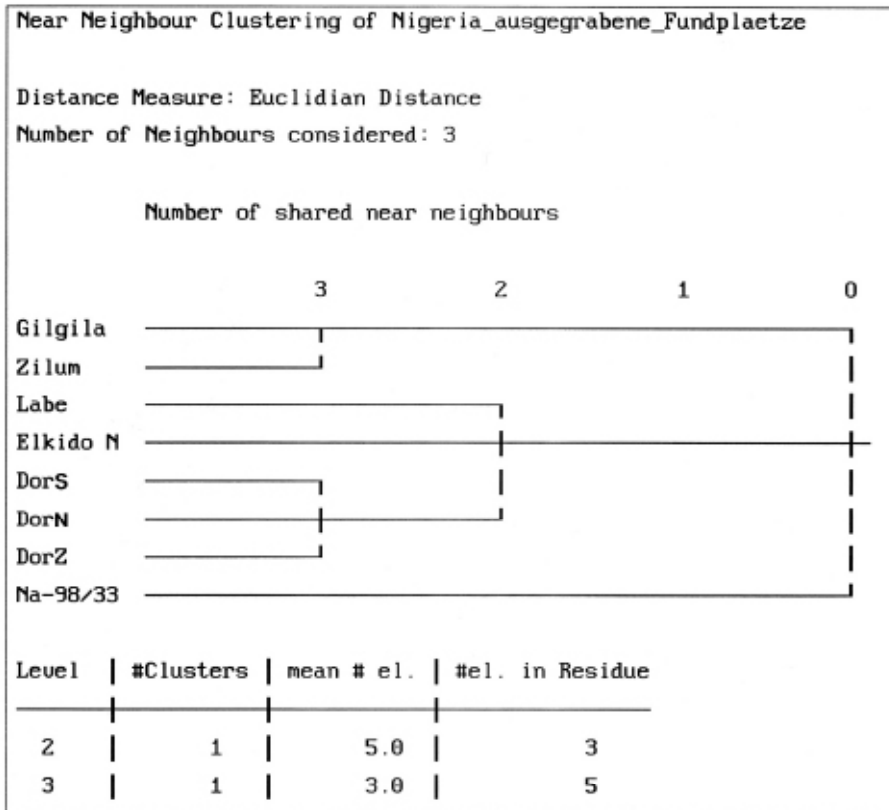 Near Neighbour Clustering of Nigeria_ausgegrabene_Fundplaetze
Distance Measure: Euclidian Distance
Number of Neighbours considered: 3
Number of shared near neighbours
3 2 1 0
Gilgila
Zilum
Labe
Elkido N
DorS
DorN
DorZ
Na-98/33
Level | #Clusters | mean # el. | #el. in Residue
2 | 1 | 5.0 | 3
3 | 1 | 3.0 | 5